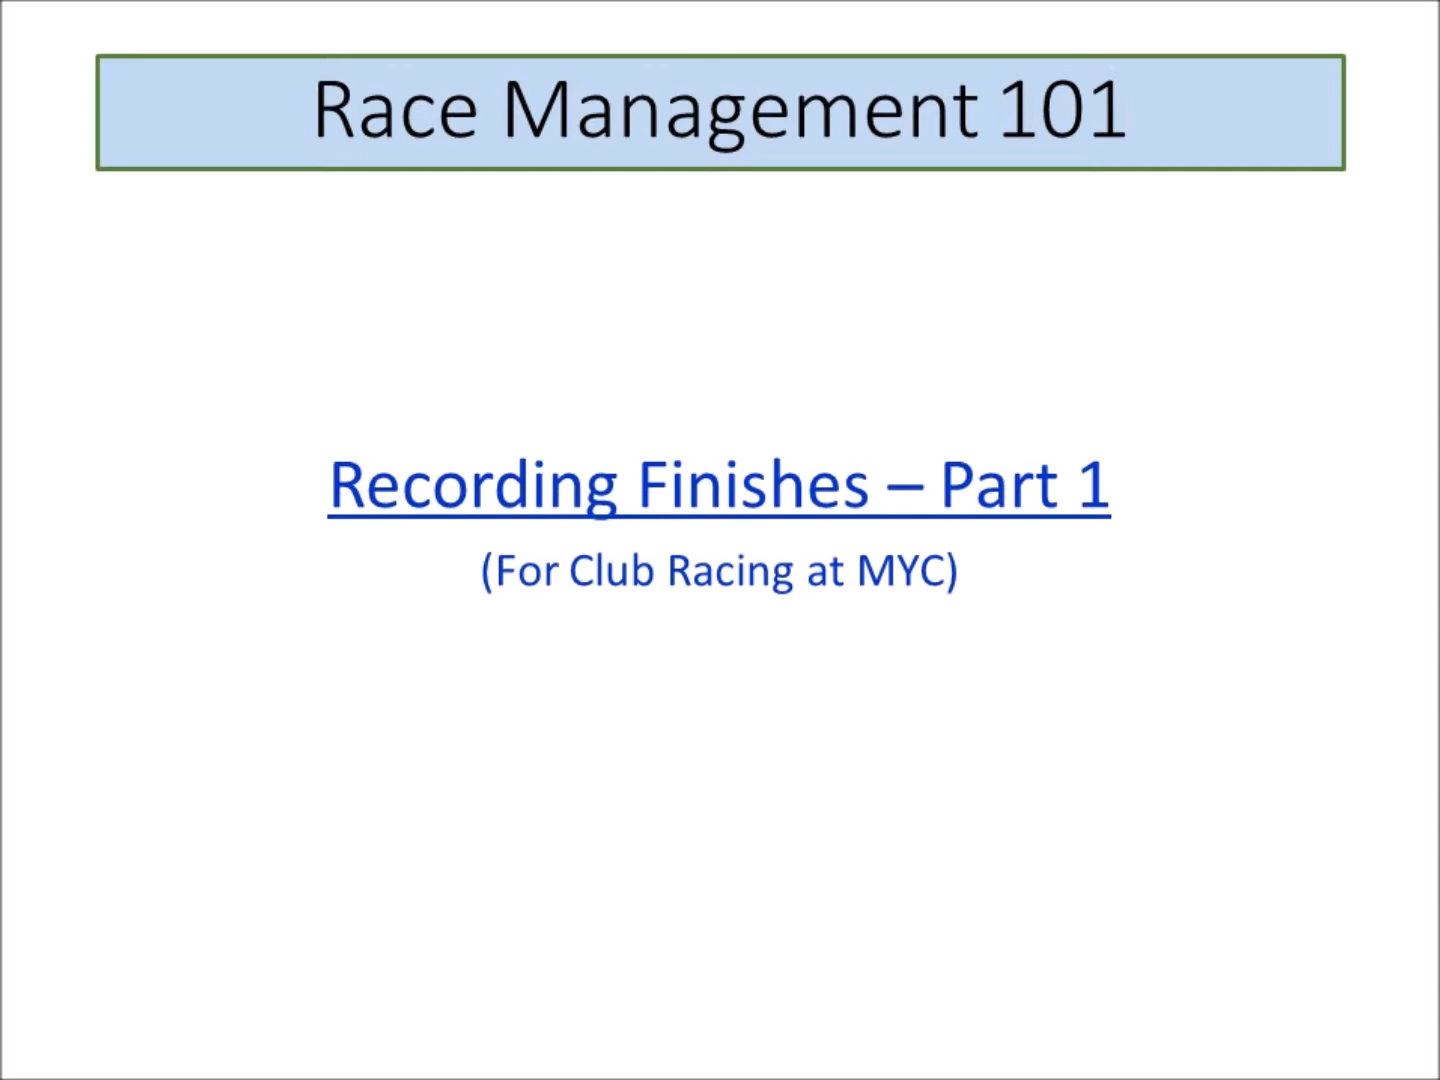 Race Management 101
Recording Finishes – Part 1
(For Club Racing at MYC)